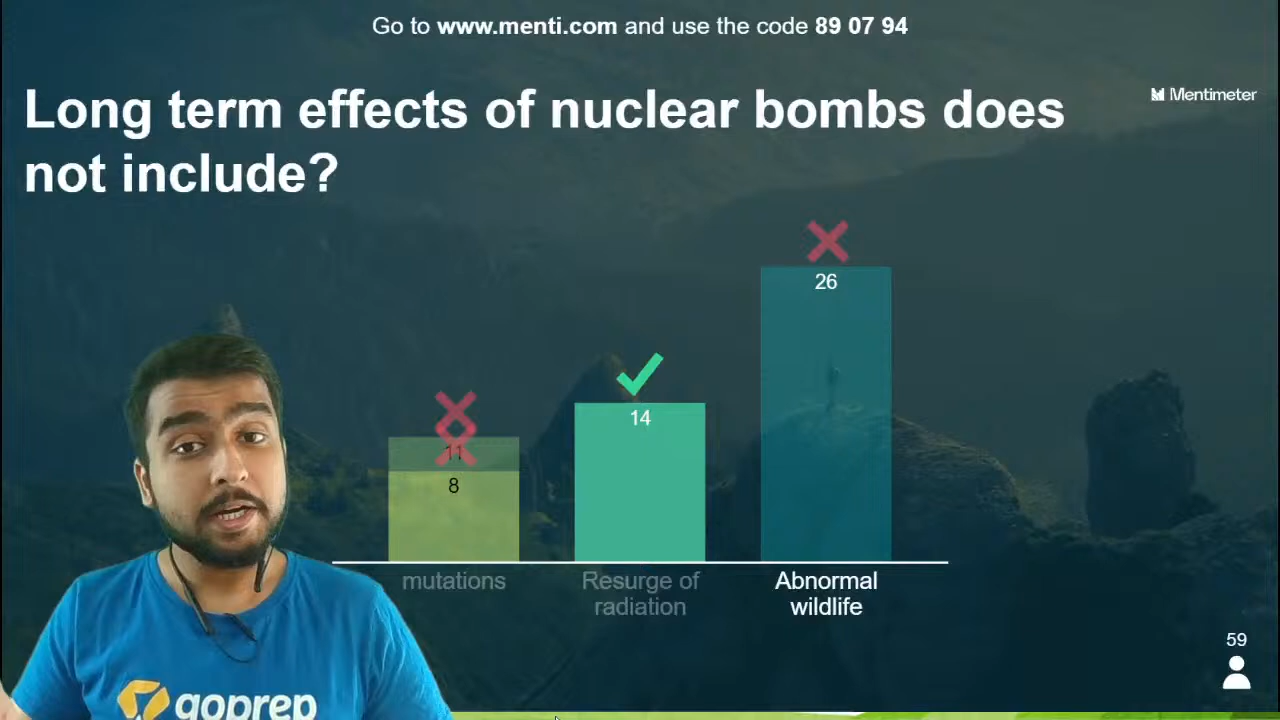 Go to www.menti.com and use the code 89 07 94
Long term effects of nuclear bombs does
not include?
Mentimeter
26
14
11
8
mutations
Resurge of
radiation
Abnormal
wildlife
59
goprep